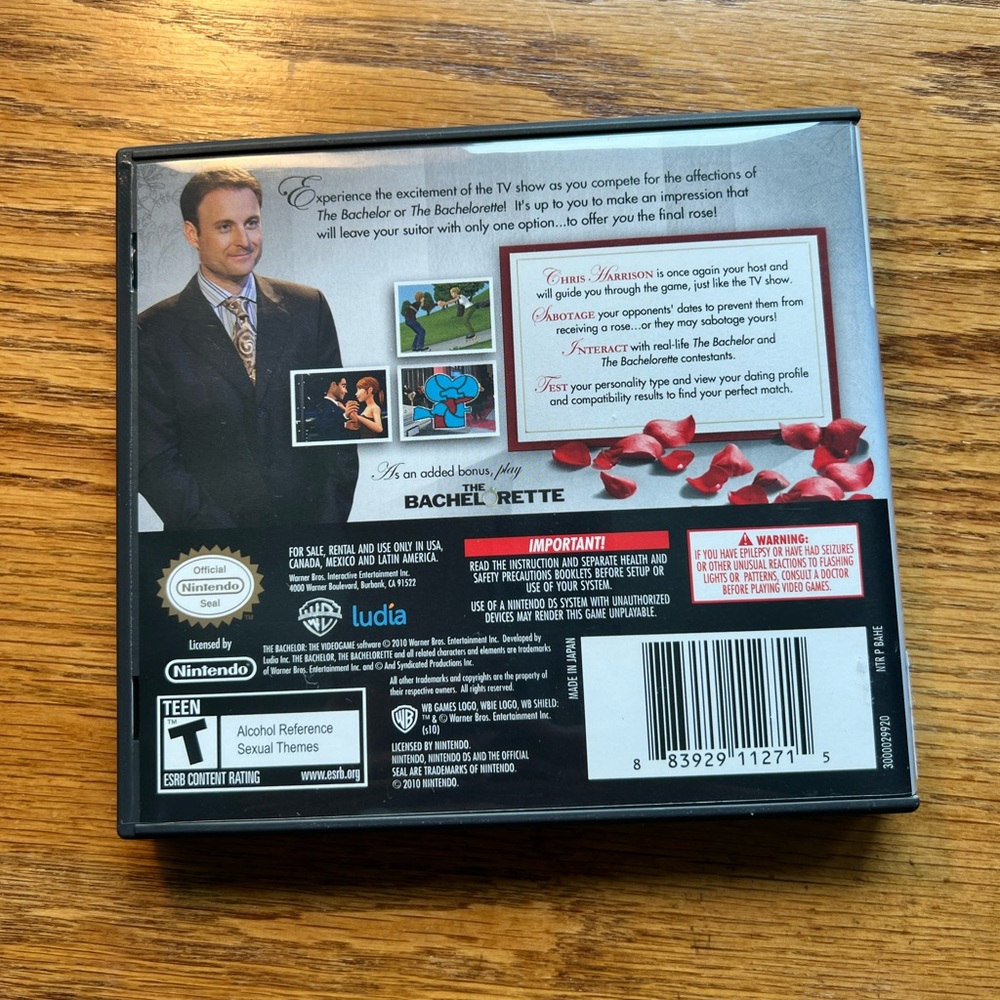 Experience the excitement of the TV show as you compete for the affections of
The Bachelor or The Bachelorette! It's up to you to make an impression that
will leave your suitor with only one option...to offer you the final rose!
CHRIS HARRISON is once again your host and
will guide you through the game, just like the TV show.
SABOTAGE your opponents' dates to prevent them from
receiving a rose...or they may sabotage yours!
INTERACT with real-life The Bachelor and
The Bachelorette contestants.
TEST your personality type and view your dating profile
and compatibility results to find your perfect match.
As an added bonus, play
THE
BACHELORETTE
Official
Nintendo
Seal
TM
Licensed by
Nintendo®
FOR SALE, RENTAL AND USE ONLY IN USA,
CANADA, MEXICO AND LATIN AMERICA.
Warner Bros. Interactive Entertainment Inc.
4000 Warner Boulevard, Burbank, CA 91522
ludia
THE BACHELOR: THE VIDEOGAME software © 2010 Warner Bros. Entertainment Inc. Developed by
Ludia Inc. THE BACHELOR, THE BACHELORETTE and all related characters and elements are trademarks
of Warner Bros. Entertainment Inc. and © And Syndicated Productions Inc.
All other trademarks and copyrights are the property of
their respective owners. All rights reserved.
WB GAMES LOGO, WBIE LOGO, WB SHIELD:
™ & © Warner Bros. Entertainment Inc.
(s10)
LICENSED BY NINTENDO.
NINTENDO, NINTENDO DS AND THE OFFICIAL
SEAL ARE TRADEMARKS OF NINTENDO.
© 2010 NINTENDO.
TEEN
T
TM
Alcohol Reference
Sexual Themes
ESRB CONTENT RATING
www.esrb.org
IMPORTANT!
READ THE INSTRUCTION AND SEPARATE HEALTH AND
SAFETY PRECAUTIONS BOOKLETS BEFORE SETUP OR
USE OF YOUR SYSTEM.
USE OF A NINTENDO DS SYSTEM WITH UNAUTHORIZED
DEVICES MAY RENDER THIS GAME UNPLAYABLE.
WARNING:
IF YOU HAVE EPILEPSY OR HAVE HAD SEIZURES
OR OTHER UNUSUAL REACTIONS TO FLASHING
LIGHTS OR PATTERNS, CONSULT A DOCTOR
BEFORE PLAYING VIDEO GAMES.
MADE IN JAPAN
8 83929 11271 5
NTR P BAHE
3000029920